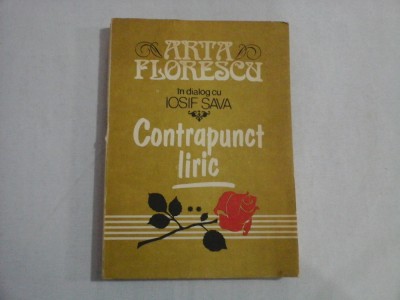 ARTA
FLORESCU
în dialog cu
IOSIF SAVA
Contrapunct
liric